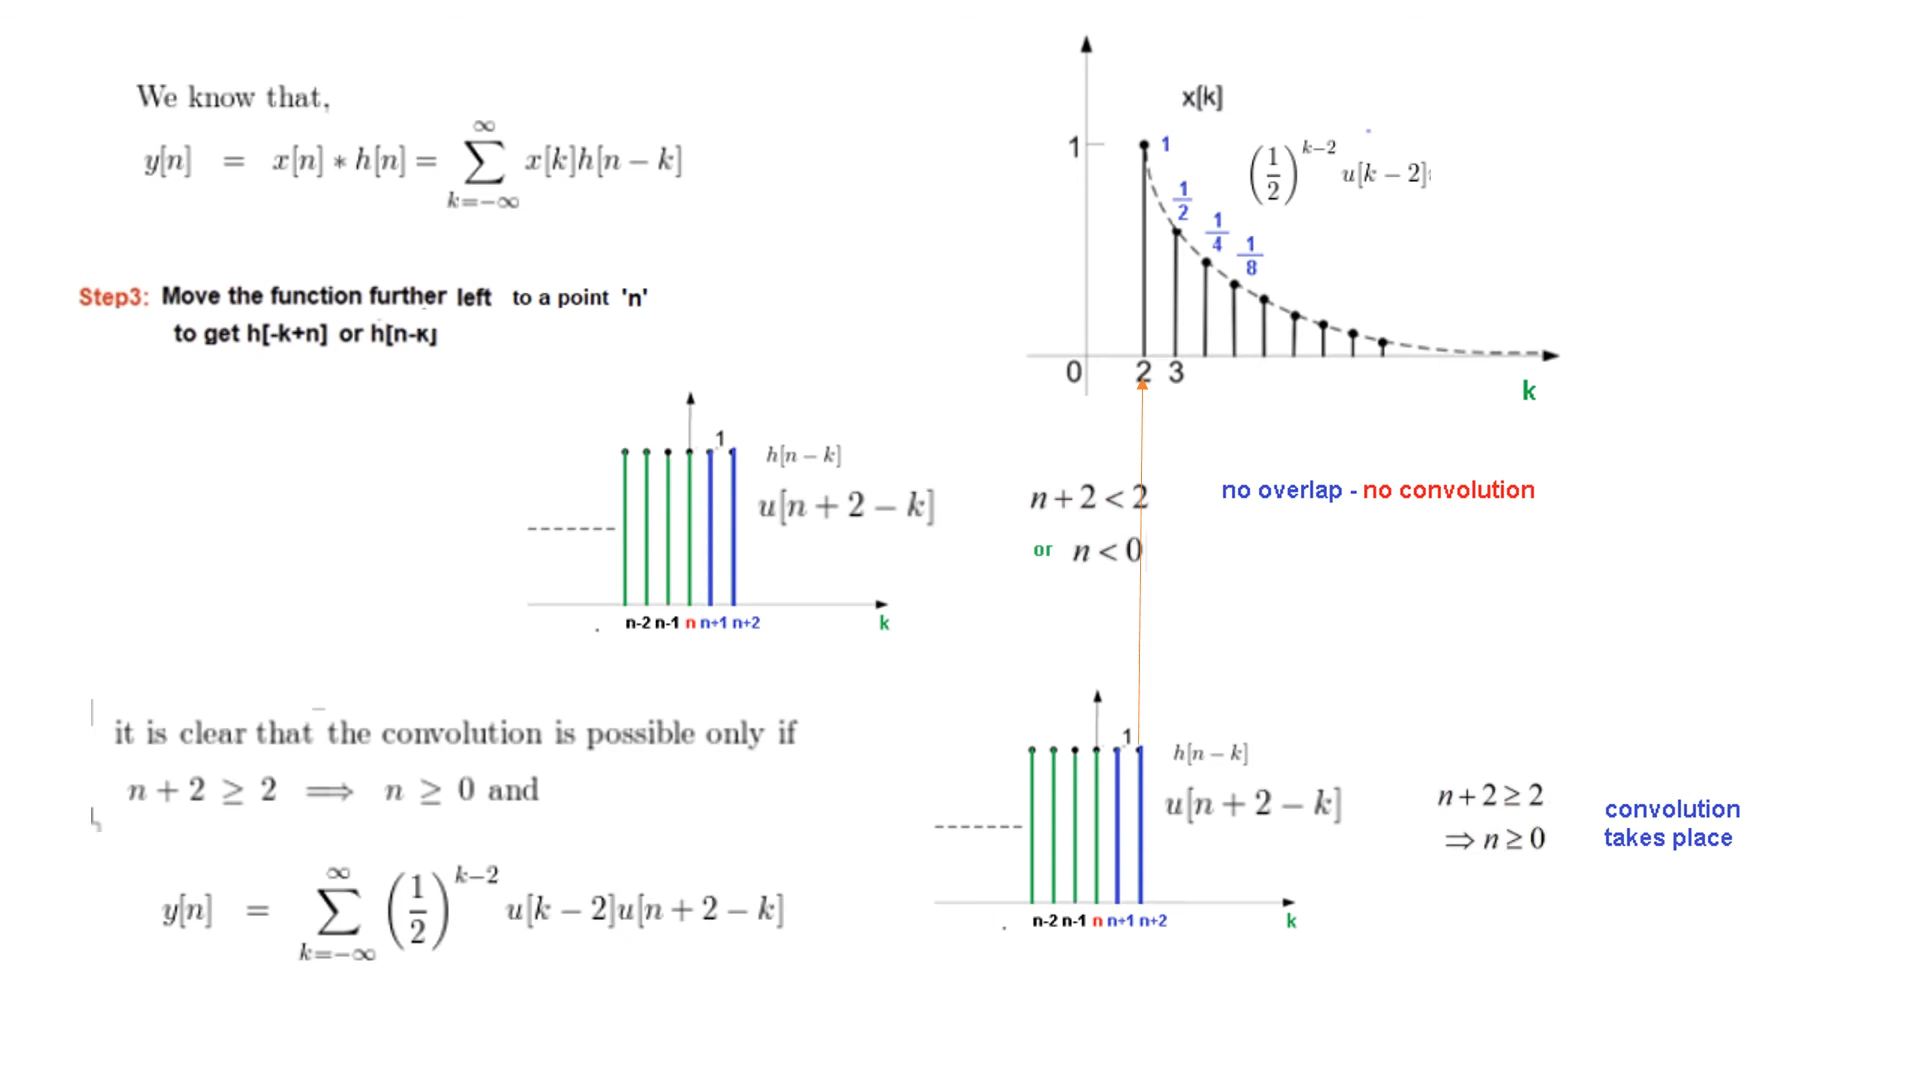 We know that,
y[n] = x[n] ∗ h[n] = ∞ ∑ k=−∞ x[k]h[n − k]
Step3: Move the function further left to a point 'n'
to get h[-k+n] or h[n-κ]
1
h[n − k]
u[n + 2 − k]
n-2 n-1 n n+1 n+2
k
it is clear that the convolution is possible only if
n + 2 ≥ 2 ⟹ n ≥ 0 and
y[n] = ∞ ∑ k=−∞ (1/2)^{k−2} u[k − 2]u[n + 2 − k]
x[k]
1
1
(1/2)^{k−2} u[k − 2]
1/2
1/4
1/8
0 2 3
k
n + 2 < 2
or n < 0
no overlap - no convolution
1
h[n − k]
u[n + 2 − k]
n-2 n-1 n n+1 n+2
k
n + 2 ≥ 2
⇒ n ≥ 0
convolution
takes place